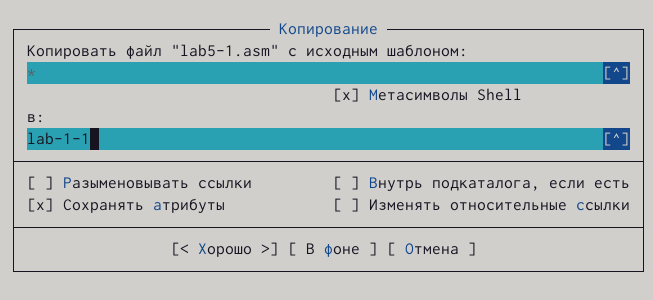 Копирование
Копировать файл "lab5-1.asm" с исходным шаблоном:
* [^]
[x] Метасимволы Shell
в:
lab-1-1 [^]
[ ] Разыменовывать ссылки [ ] Внутрь подкаталога, если есть
[x] Сохранять атрибуты [ ] Изменять относительные ссылки
[< Хорошо >] [ В фоне ] [ Отмена ]